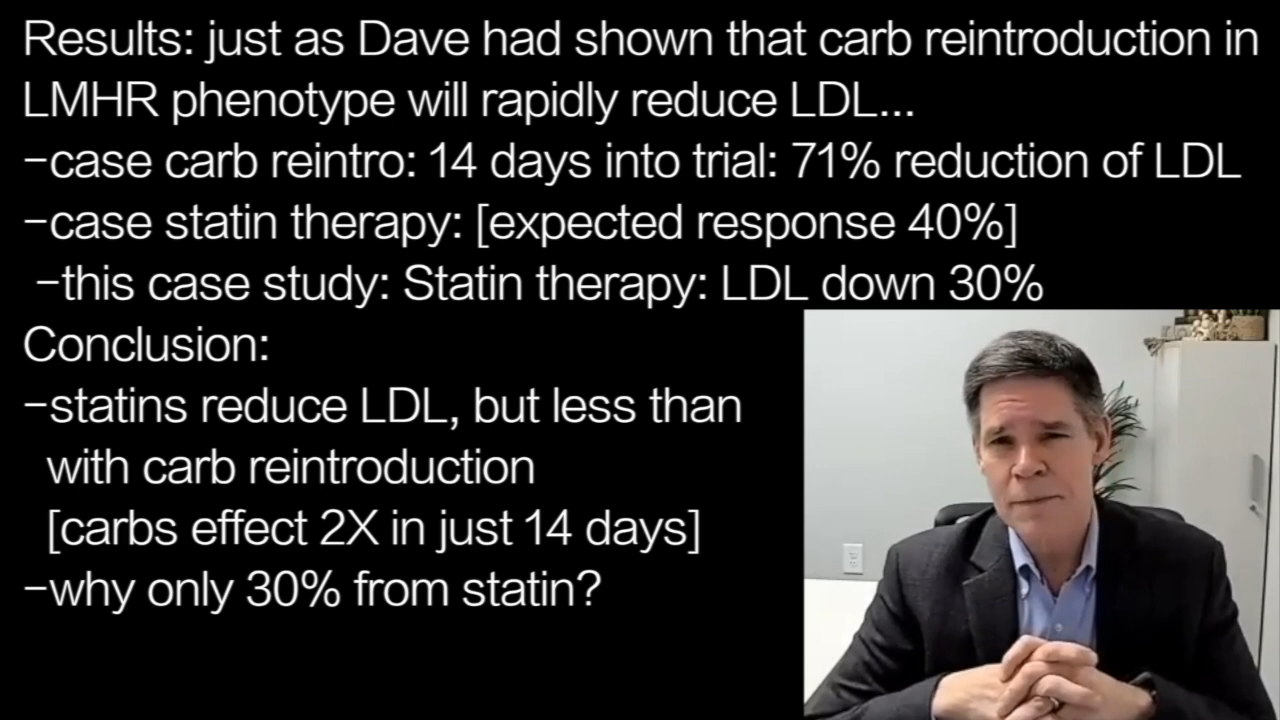 Results: just as Dave had shown that carb reintroduction in
LMHR phenotype will rapidly reduce LDL...
-case carb reintro: 14 days into trial: 71% reduction of LDL
-case statin therapy: [expected response 40%]
-this case study: Statin therapy: LDL down 30%
Conclusion:
-statins reduce LDL, but less than
with carb reintroduction
[carbs effect 2X in just 14 days]
-why only 30% from statin?